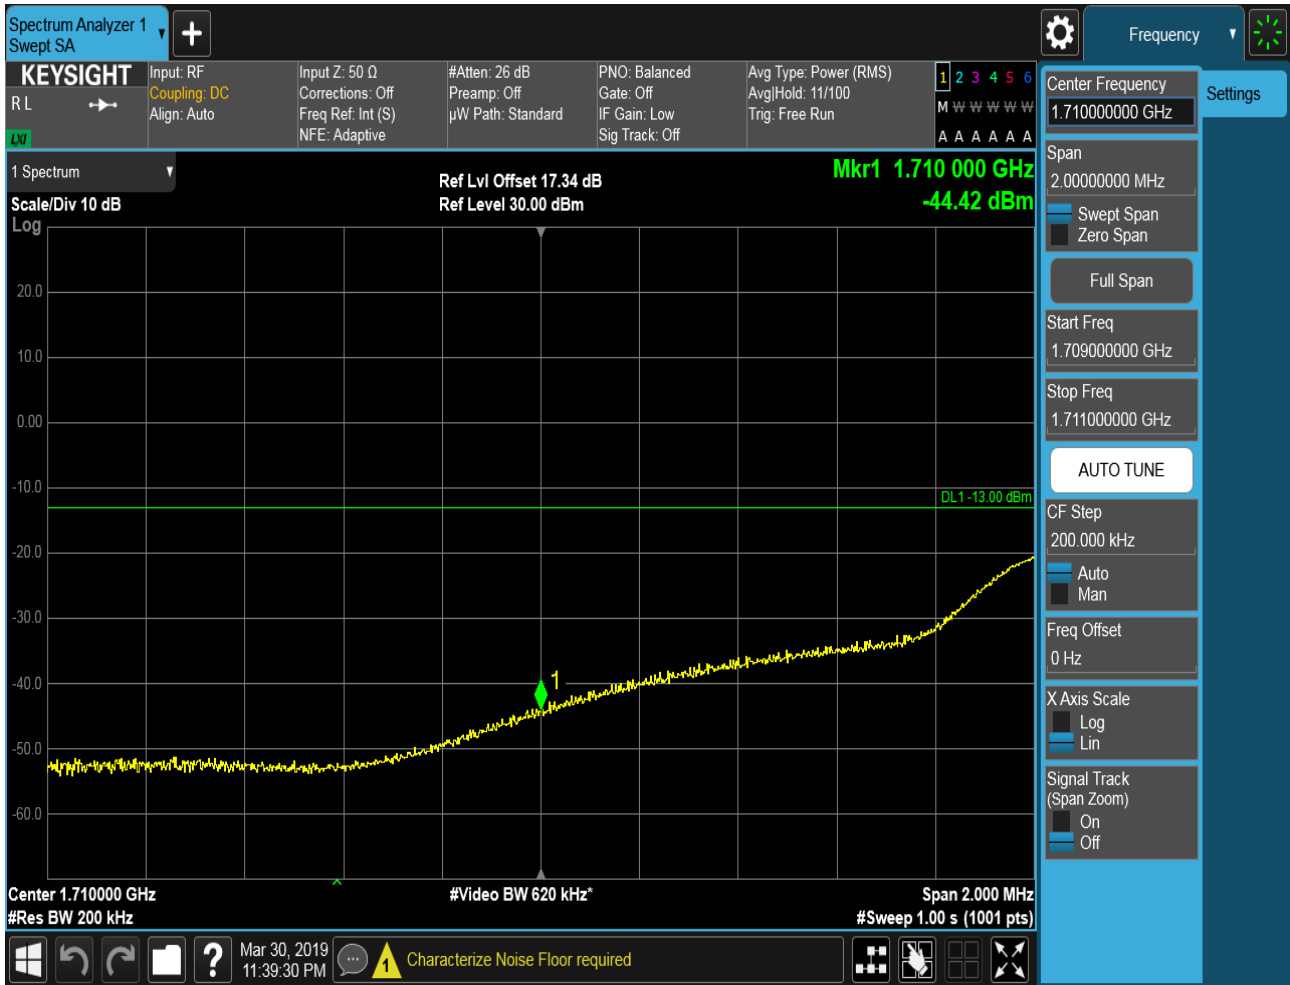 Spectrum Analyzer 1
Swept SA
+
Frequency
KEYSIGHT
R L
LXI
Input: RF
Coupling: DC
Align: Auto
Input Z: 50 Ω
Corrections: Off
Freq Ref: Int (S)
NFE: Adaptive
#Atten: 26 dB
Preamp: Off
µW Path: Standard
PNO: Balanced
Gate: Off
IF Gain: Low
Sig Track: Off
Avg Type: Power (RMS)
Avg|Hold: 11/100
Trig: Free Run
1 2 3 4 5 6
M W W W W W
A A A A A A
1 Spectrum
Scale/Div 10 dB
Log
Ref Lvl Offset 17.34 dB
Ref Level 30.00 dBm
Mkr1 1.710 000 GHz
-44.42 dBm
20.0
10.0
0.00
-10.0
-20.0
-30.0
-40.0
-50.0
-60.0
DL1 -13.00 dBm
1
Center 1.710000 GHz
#Res BW 200 kHz
#Video BW 620 kHz*
Span 2.000 MHz
#Sweep 1.00 s (1001 pts)
Center Frequency
1.710000000 GHz
Settings
Span
2.00000000 MHz
Swept Span
Zero Span
Full Span
Start Freq
1.709000000 GHz
Stop Freq
1.711000000 GHz
AUTO TUNE
CF Step
200.000 kHz
Auto
Man
Freq Offset
0 Hz
X Axis Scale
Log
Lin
Signal Track
(Span Zoom)
On
Off
?
Mar 30, 2019
11:39:30 PM
1
Characterize Noise Floor required